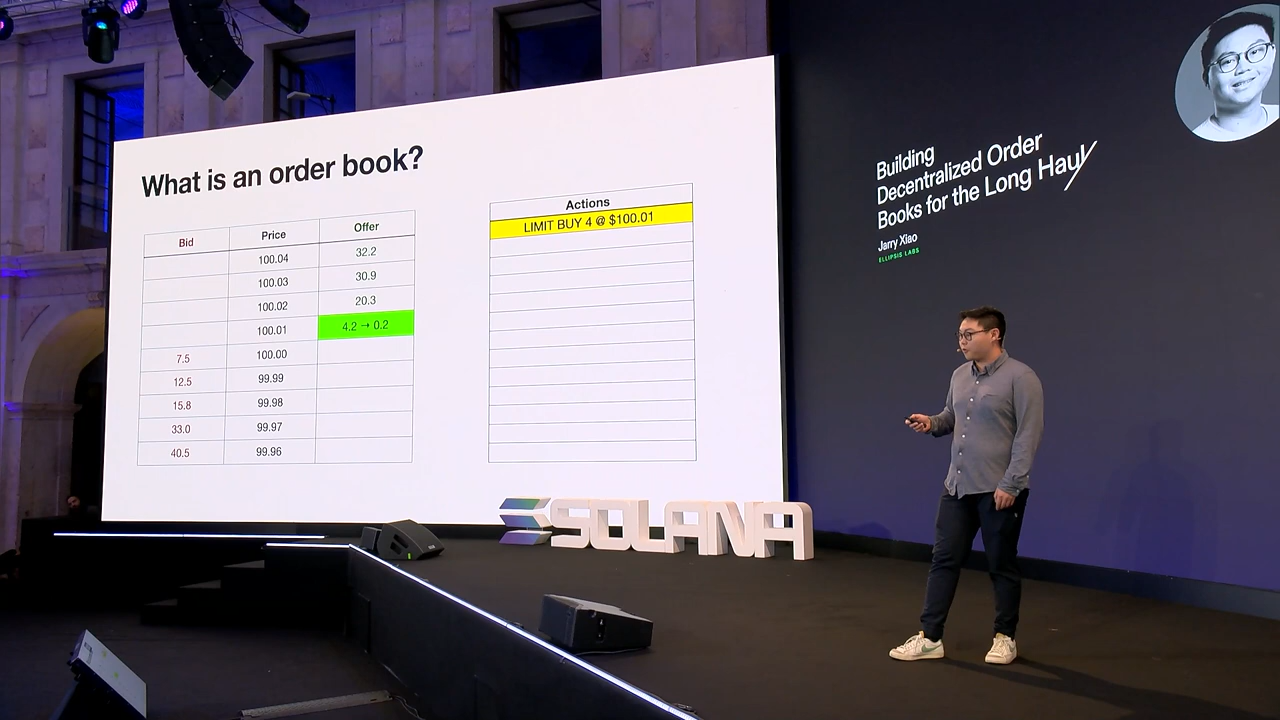 What is an order book?
Bid Price Offer
100.04 32.2
100.03 30.9
100.02 20.3
100.01 4.2 → 0.2
7.5 100.00
12.5 99.99
15.8 99.98
33.0 99.97
40.5 99.96
Actions
LIMIT BUY 4 @ $100.01
Building
Decentralized Order
Books for the Long Haul
Jarry Xiao
ELLIPSIS LABS
SOLANA